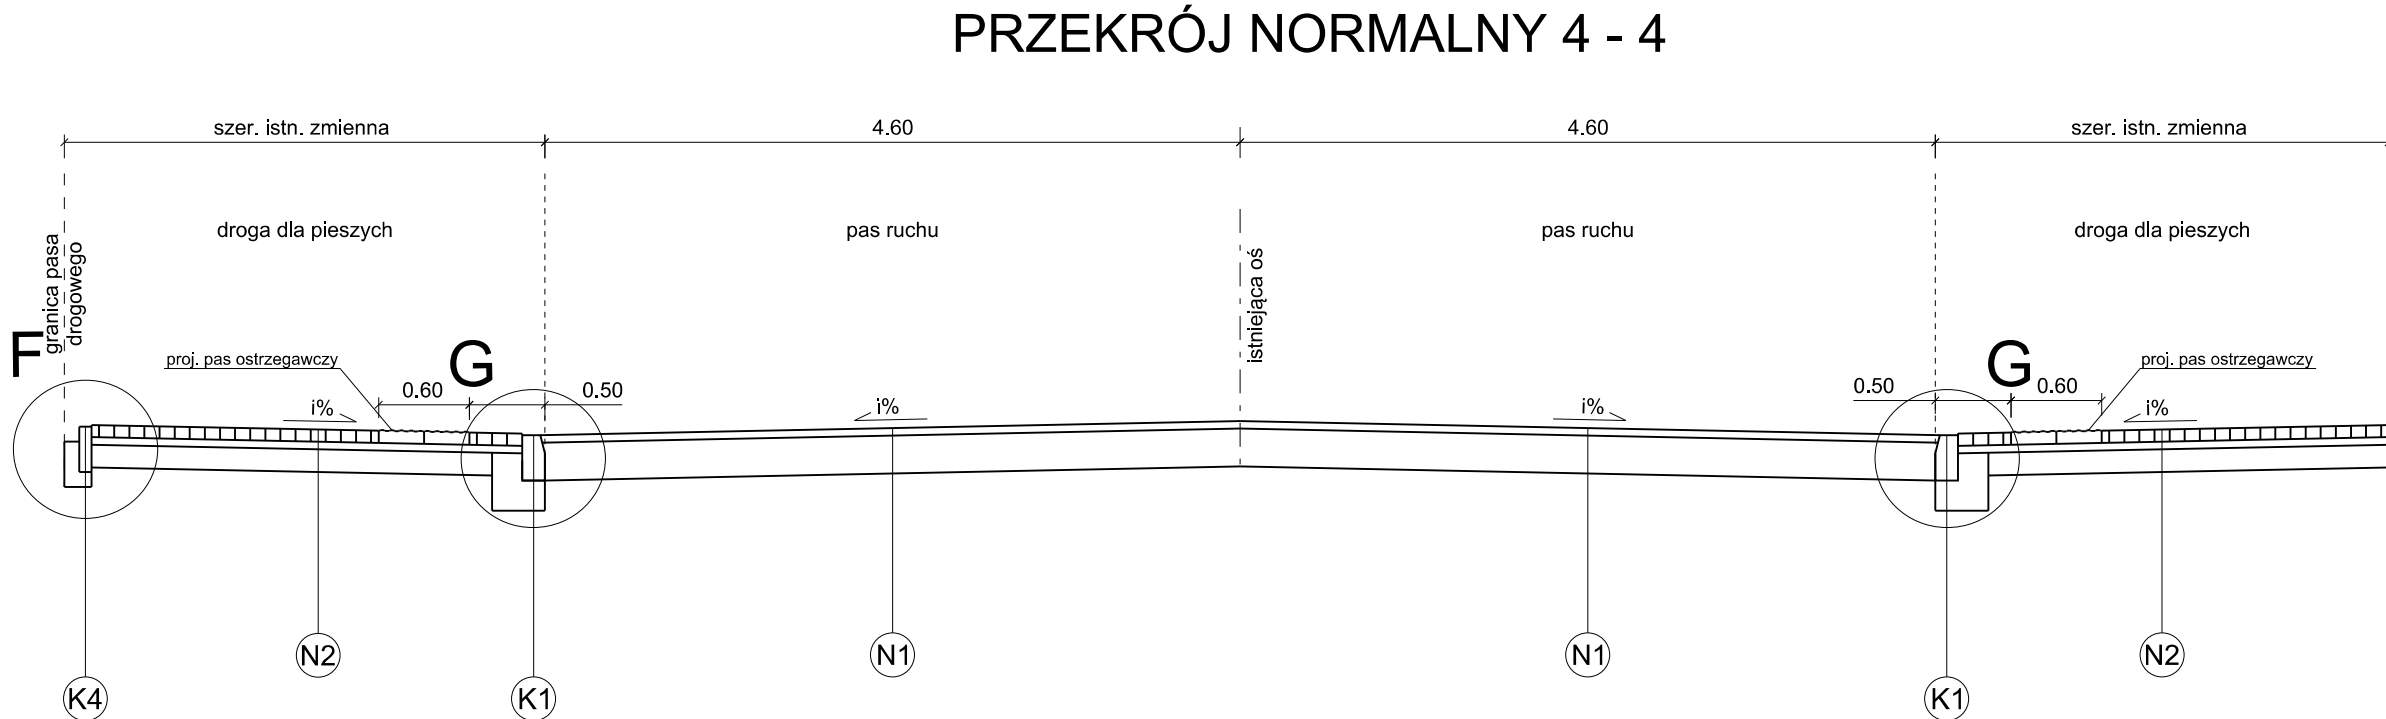 PRZEKRÓJ NORMALNY 4 - 4
szer. istn. zmienna
4.60
4.60
szer. istn. zmienna
droga dla pieszych
pas ruchu
pas ruchu
droga dla pieszych
granica pasa
drogowego
istniejąca oś
F
G
G
proj. pas ostrzegawczy
proj. pas ostrzegawczy
0.60
0.50
0.50
0.60
i%
i%
i%
i%
N2
N1
N1
N2
K4
K1
K1